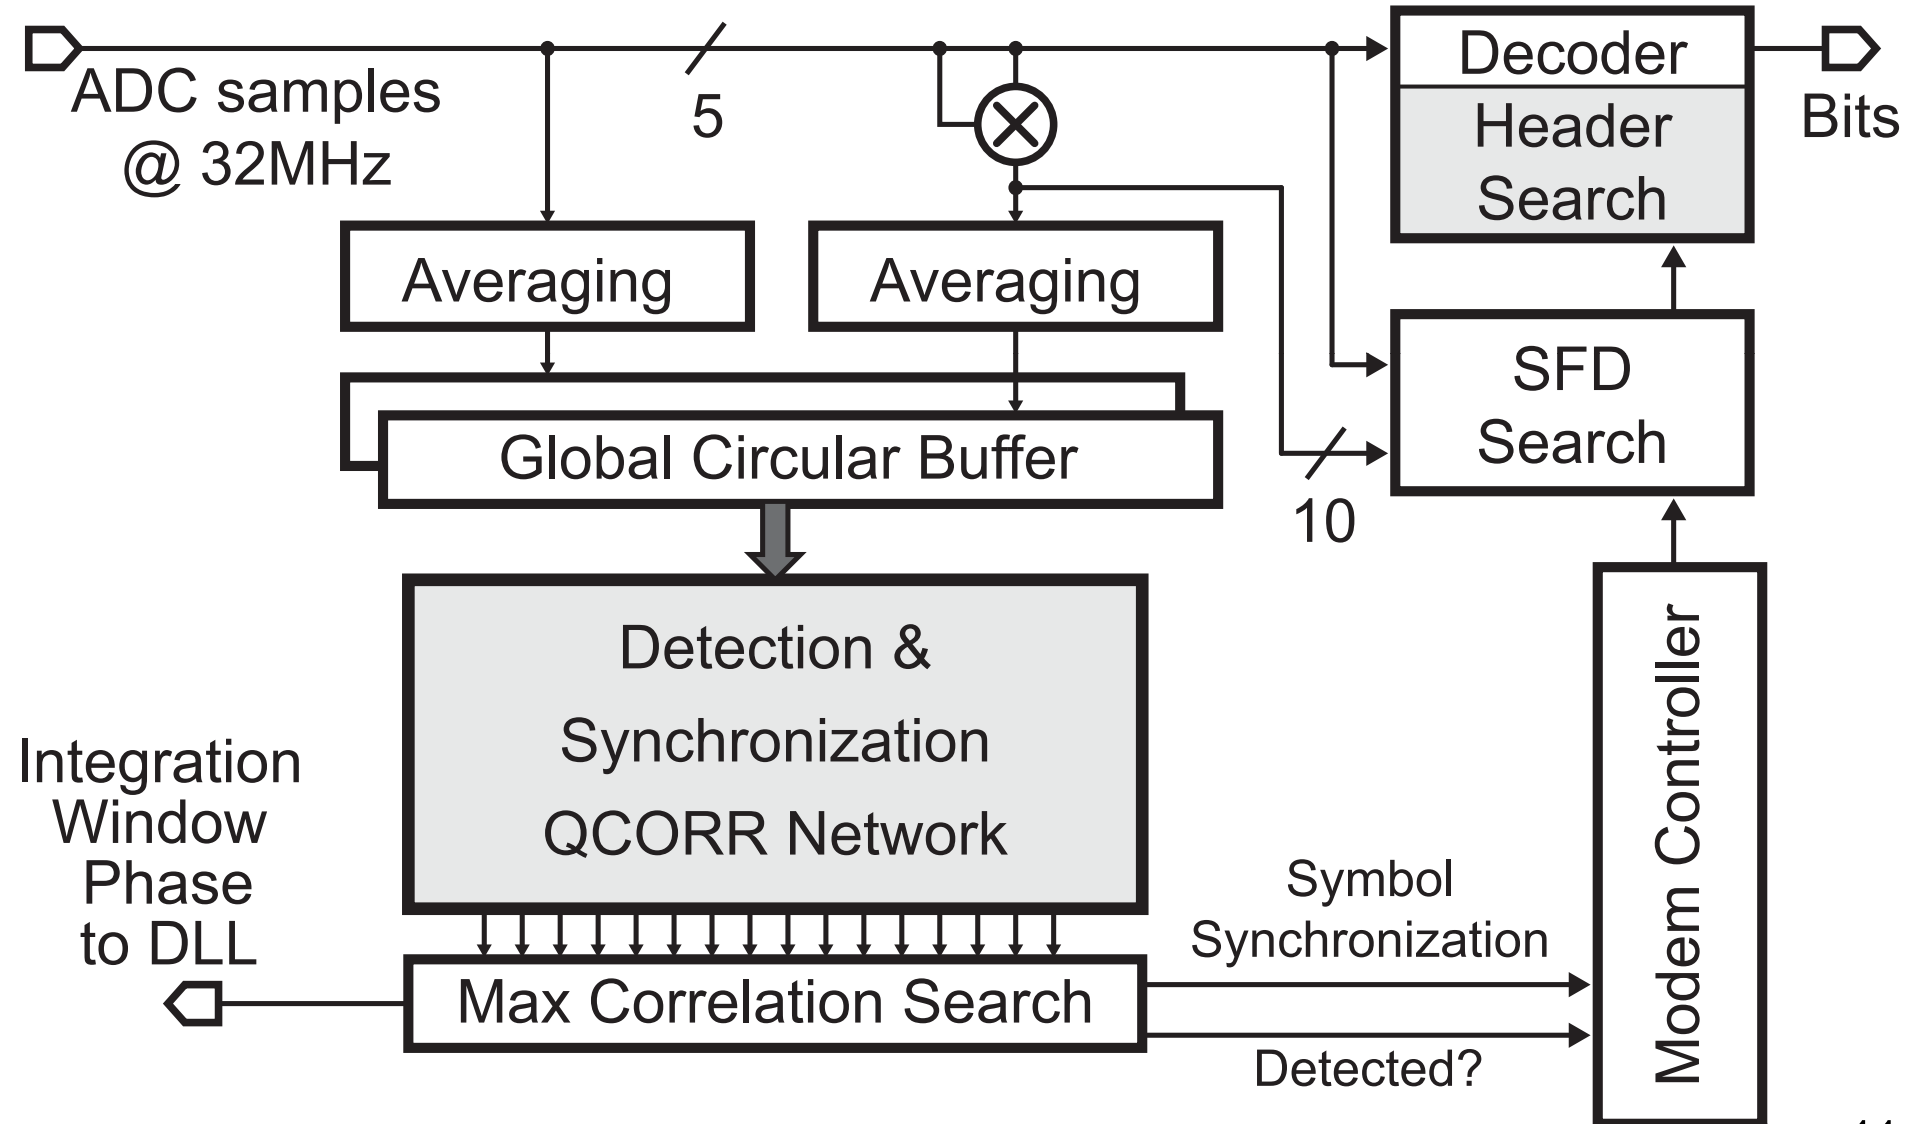 Decoder
ADC samples
@ 32MHz
5
Header
Search
Bits
Averaging
Averaging
SFD
Search
Global Circular Buffer
10
Detection &
Synchronization
QCORR Network
Integration
Window
Phase
to DLL
Symbol
Synchronization
Max Correlation Search
Detected?
Modem Controller